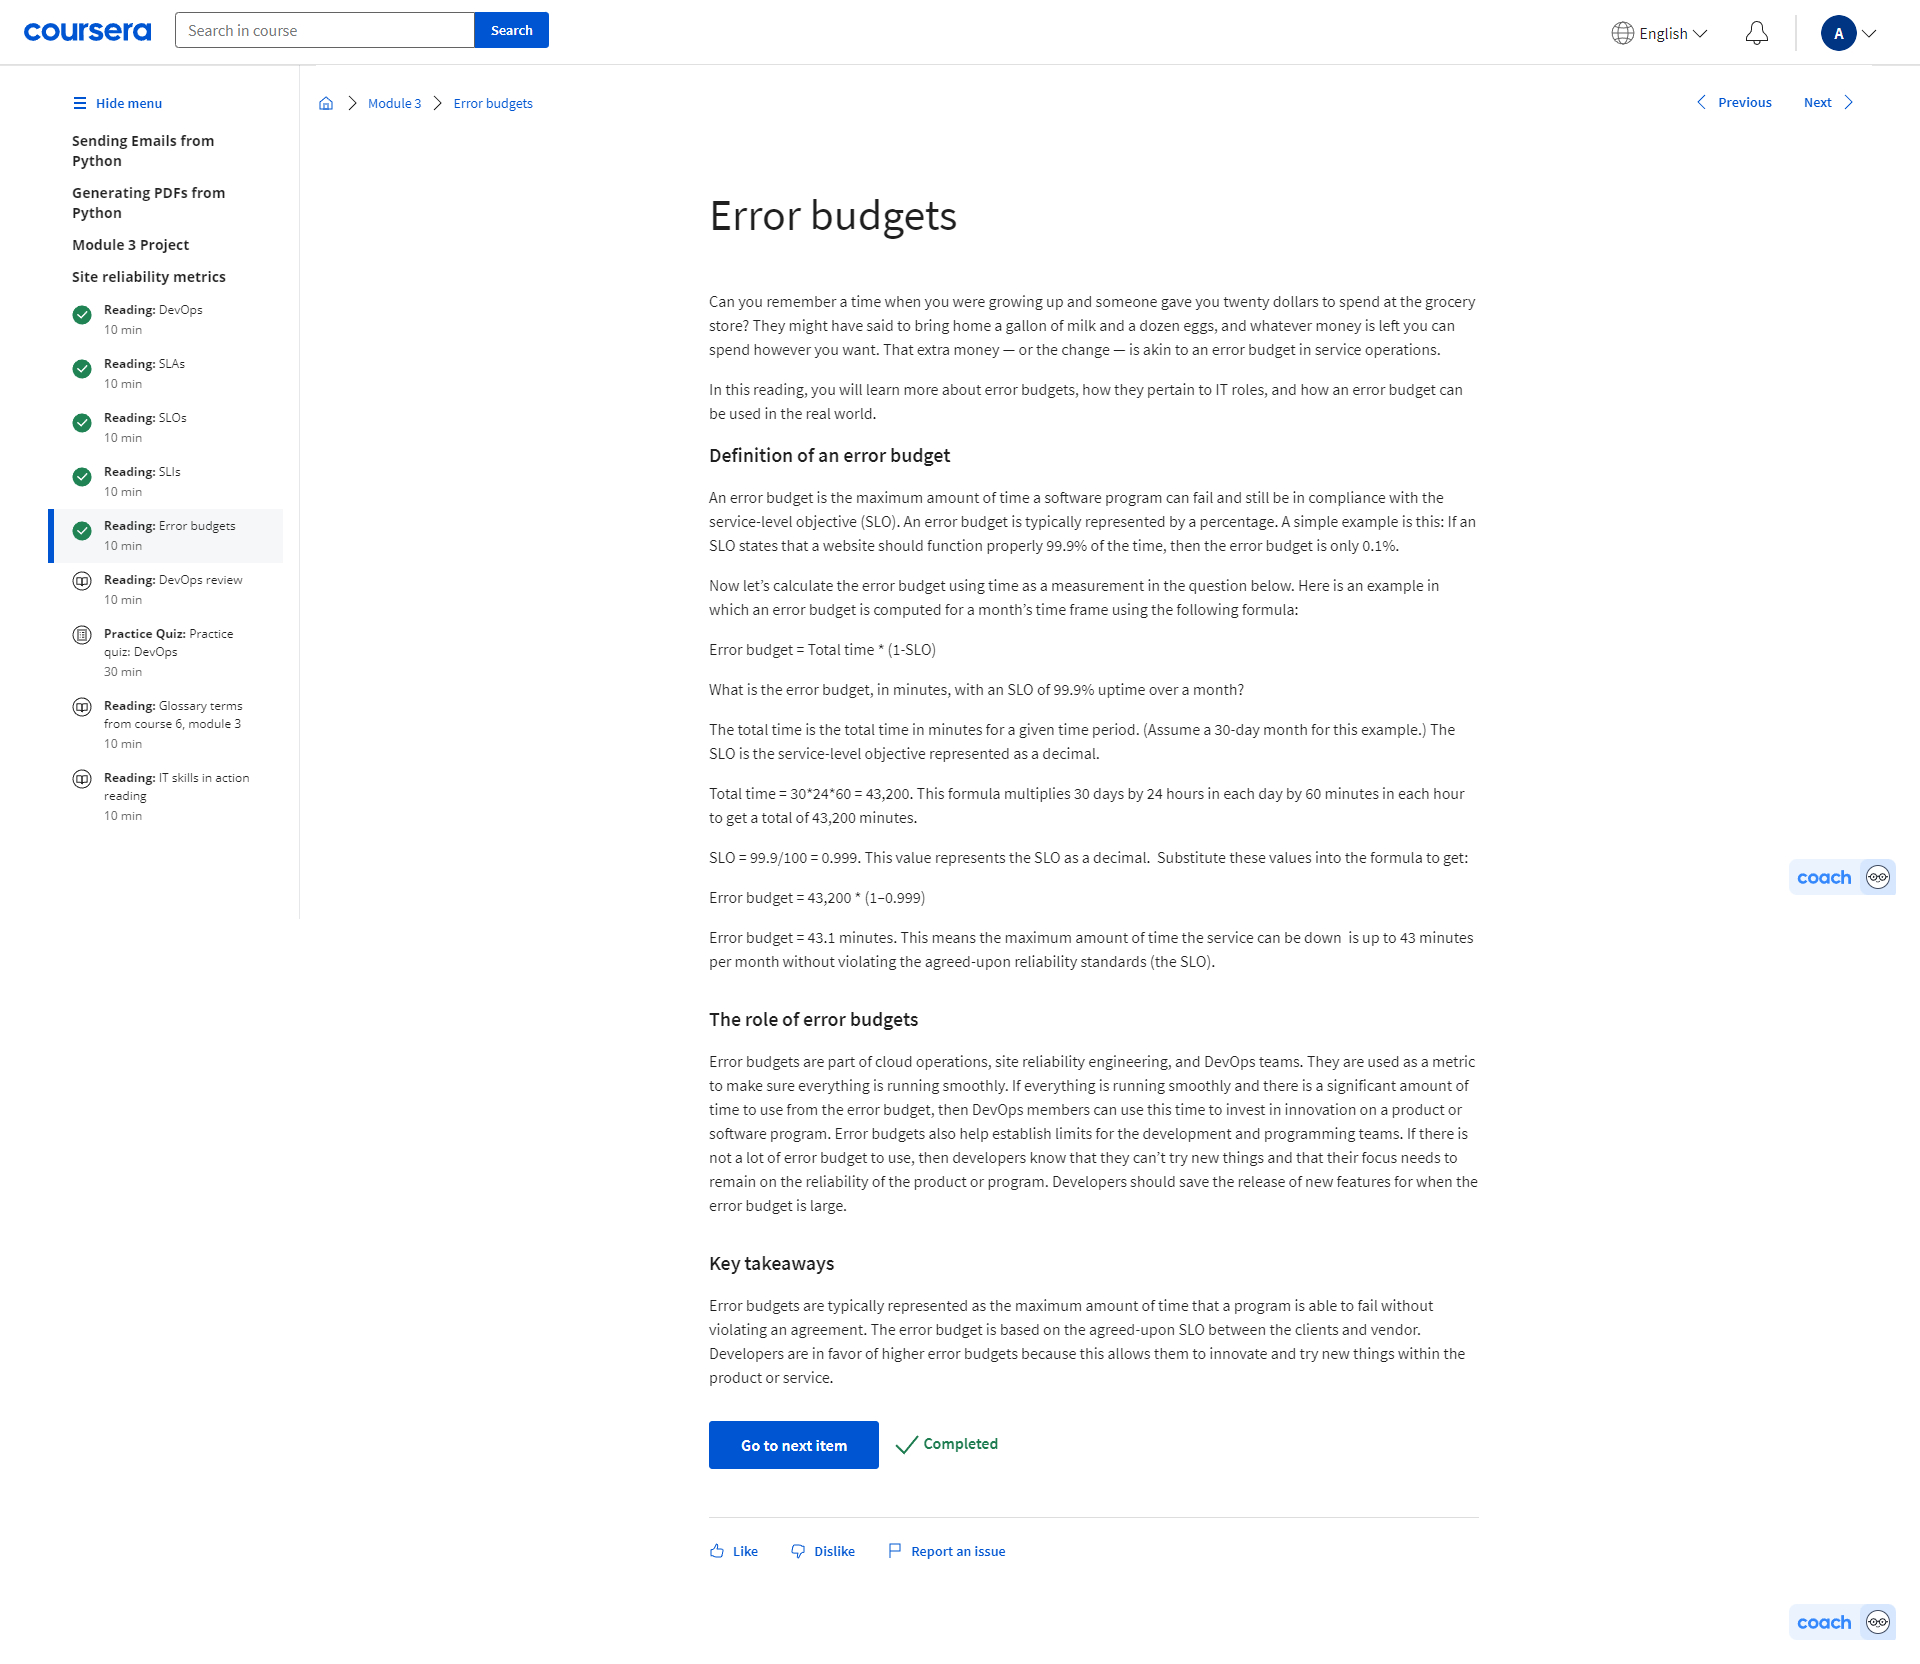 coursera
Search in course
Search
English
A
Hide menu
Sending Emails from
Python
Generating PDFs from
Python
Module 3 Project
Site reliability metrics
Reading: DevOps
10 min
Reading: SLAs
10 min
Reading: SLOs
10 min
Reading: SLIs
10 min
Reading: Error budgets
10 min
Reading: DevOps review
10 min
Practice Quiz: Practice
quiz: DevOps
30 min
Reading: Glossary terms
from course 6, module 3
10 min
Reading: IT skills in action
reading
10 min
Module 3
Error budgets
Previous
Next
Error budgets
Can you remember a time when you were growing up and someone gave you twenty dollars to spend at the grocery
store? They might have said to bring home a gallon of milk and a dozen eggs, and whatever money is left you can
spend however you want. That extra money — or the change — is akin to an error budget in service operations.
In this reading, you will learn more about error budgets, how they pertain to IT roles, and how an error budget can
be used in the real world.
Definition of an error budget
An error budget is the maximum amount of time a software program can fail and still be in compliance with the
service-level objective (SLO). An error budget is typically represented by a percentage. A simple example is this: If an
SLO states that a website should function properly 99.9% of the time, then the error budget is only 0.1%.
Now let’s calculate the error budget using time as a measurement in the question below. Here is an example in
which an error budget is computed for a month’s time frame using the following formula:
Error budget = Total time * (1-SLO)
What is the error budget, in minutes, with an SLO of 99.9% uptime over a month?
The total time is the total time in minutes for a given time period. (Assume a 30-day month for this example.) The
SLO is the service-level objective represented as a decimal.
Total time = 30*24*60 = 43,200. This formula multiplies 30 days by 24 hours in each day by 60 minutes in each hour
to get a total of 43,200 minutes.
SLO = 99.9/100 = 0.999. This value represents the SLO as a decimal.  Substitute these values into the formula to get:
Error budget = 43,200 * (1–0.999)
Error budget = 43.1 minutes. This means the maximum amount of time the service can be down  is up to 43 minutes
per month without violating the agreed-upon reliability standards (the SLO).
The role of error budgets
Error budgets are part of cloud operations, site reliability engineering, and DevOps teams. They are used as a metric
to make sure everything is running smoothly. If everything is running smoothly and there is a significant amount of
time to use from the error budget, then DevOps members can use this time to invest in innovation on a product or
software program. Error budgets also help establish limits for the development and programming teams. If there is
not a lot of error budget to use, then developers know that they can’t try new things and that their focus needs to
remain on the reliability of the product or program. Developers should save the release of new features for when the
error budget is large.
Key takeaways
Error budgets are typically represented as the maximum amount of time that a program is able to fail without
violating an agreement. The error budget is based on the agreed-upon SLO between the clients and vendor.
Developers are in favor of higher error budgets because this allows them to innovate and try new things within the
product or service.
Go to next item
Completed
Like
Dislike
Report an issue
coach
coach